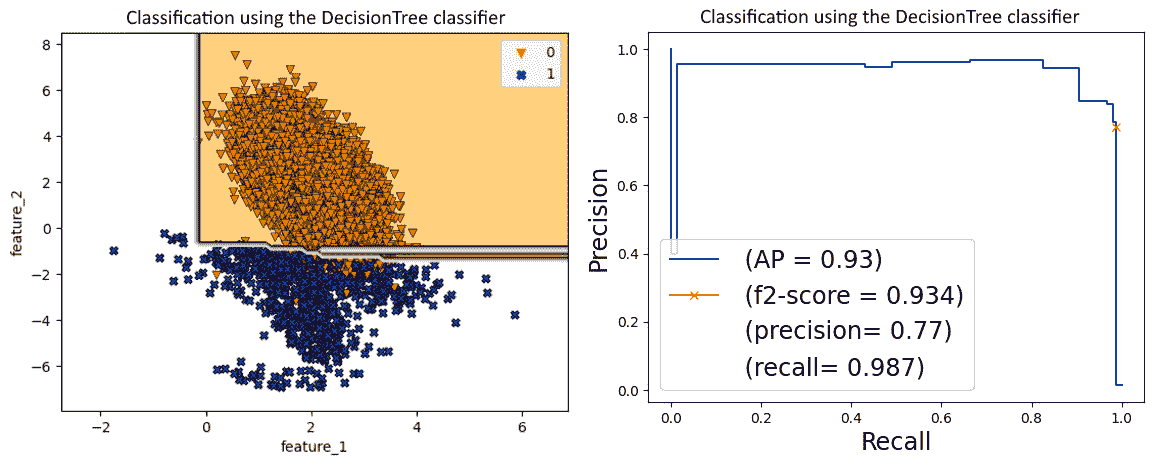 Classification using the DecisionTree classifier
8
6
4
2
0
−2
−4
−6
feature_2
0
1
−2
0
2
4
6
feature_1
Classification using the DecisionTree classifier
1.0
0.8
0.6
0.4
0.2
0.0
Precision
(AP = 0.93)
(f2-score = 0.934)
(precision= 0.77)
(recall= 0.987)
0.0
0.2
0.4
0.6
0.8
1.0
Recall